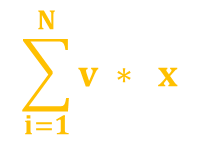 N
∑ v * x
i=1